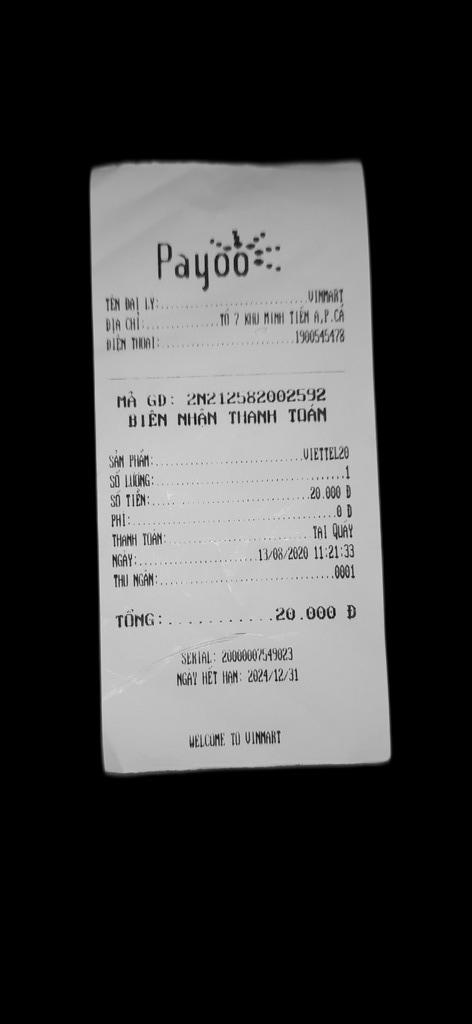 Payoo
TÊN ĐẠI LÝ:..............................VINMART
ĐỊA CHỈ:...............TỔ 7 KHU MINH TIẾN A,P.CẢ
ĐIỆN THOẠI:...........................1900545478
MÃ GD: 2N212582002592
BIÊN NHẬN THANH TOÁN
SẢN PHẨM:..............................VIETTEL20
SỐ LƯỢNG:......................................1
SỐ TIỀN:................................20.000 Đ
PHÍ:.........................................0 Đ
THANH TOÁN:.............................TẠI QUẦY
NGÀY:........................13/08/2020 11:21:33
THU NGÂN:...................................0001
TỔNG:...........20.000 Đ
SERIAL: 20000007549023
NGÀY HẾT HẠN: 2024/12/31
WELCOME TO VINMART